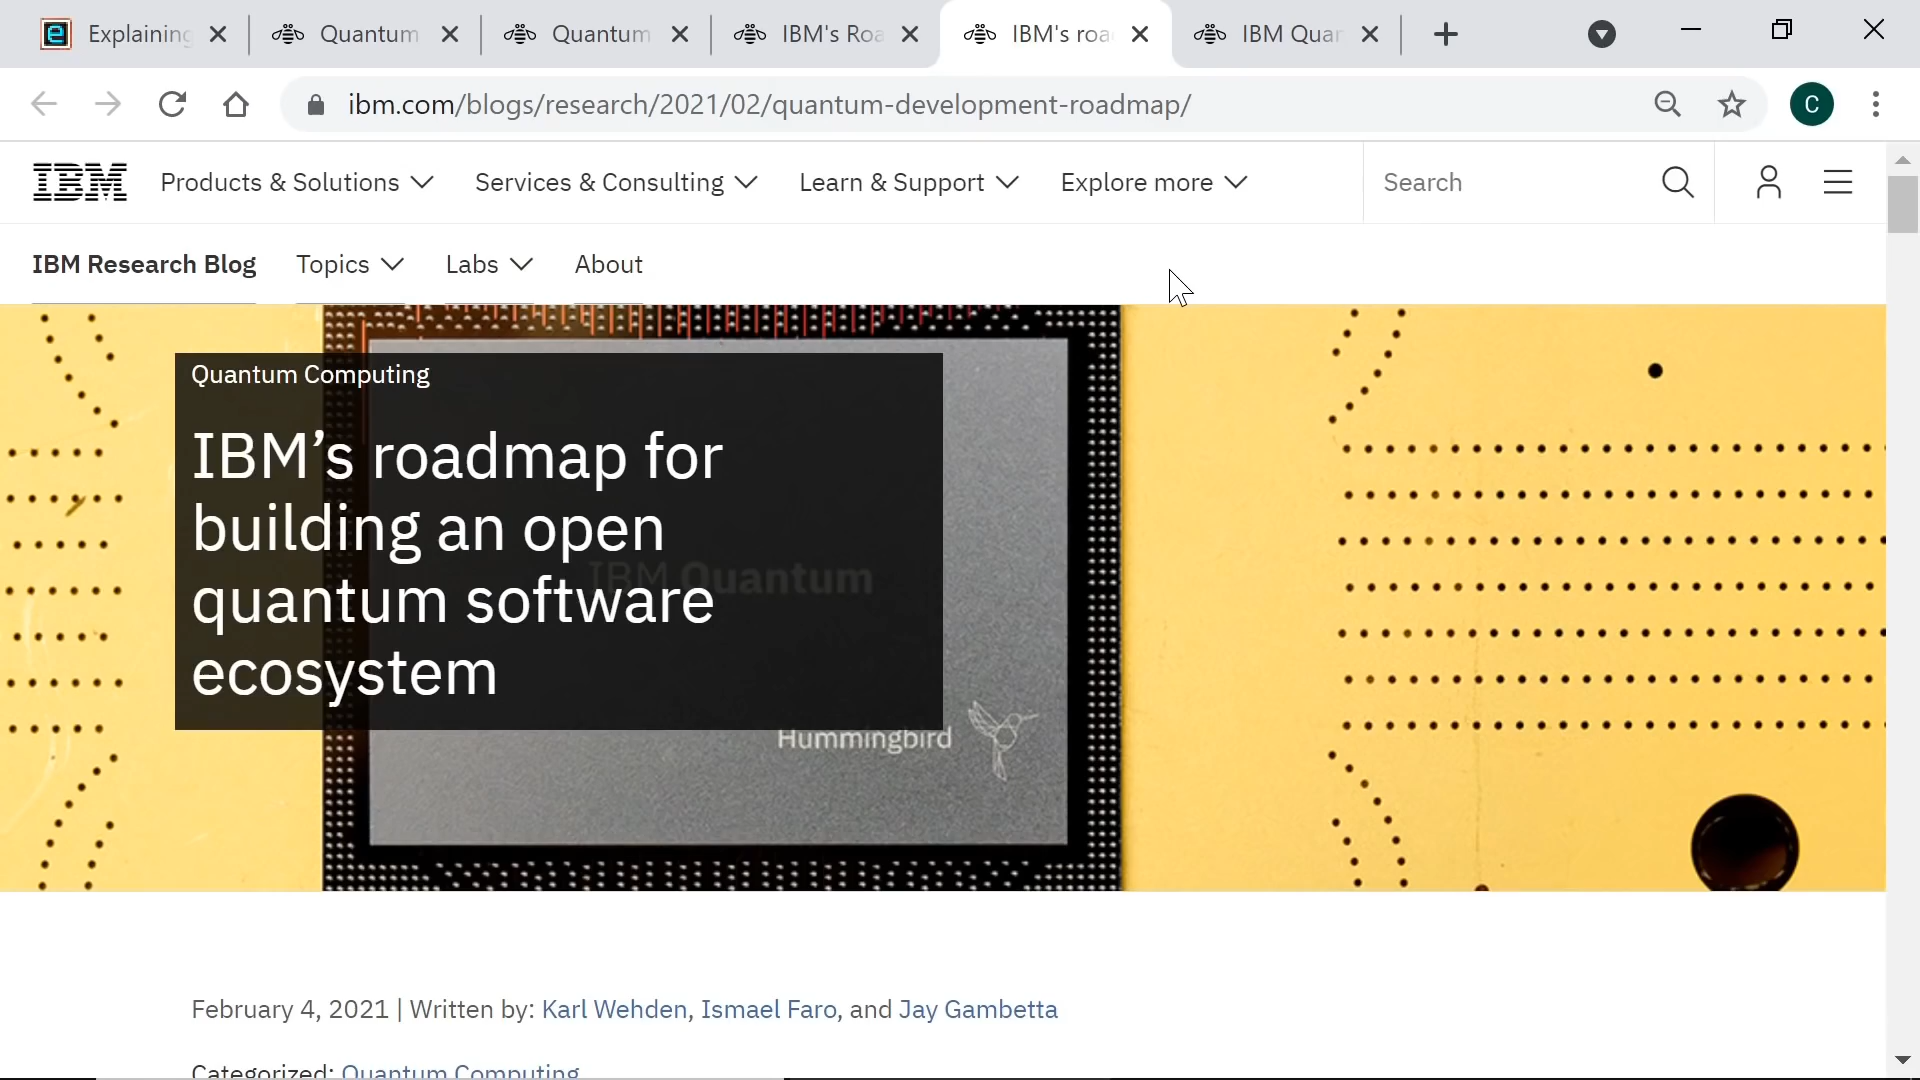 Explaining
Quantum
Quantum
IBM's Roa
IBM's roa
IBM Quar
ibm.com/blogs/research/2021/02/quantum-development-roadmap/
C
IBM
Products & Solutions
Services & Consulting
Learn & Support
Explore more
Search
IBM Research Blog
Topics
Labs
About
Quantum Computing
IBM’s roadmap for
building an open
quantum software
ecosystem
IBM Quantum
Hummingbird
February 4, 2021 | Written by: Karl Wehden, Ismael Faro, and Jay Gambetta
Categorized: Quantum Computing